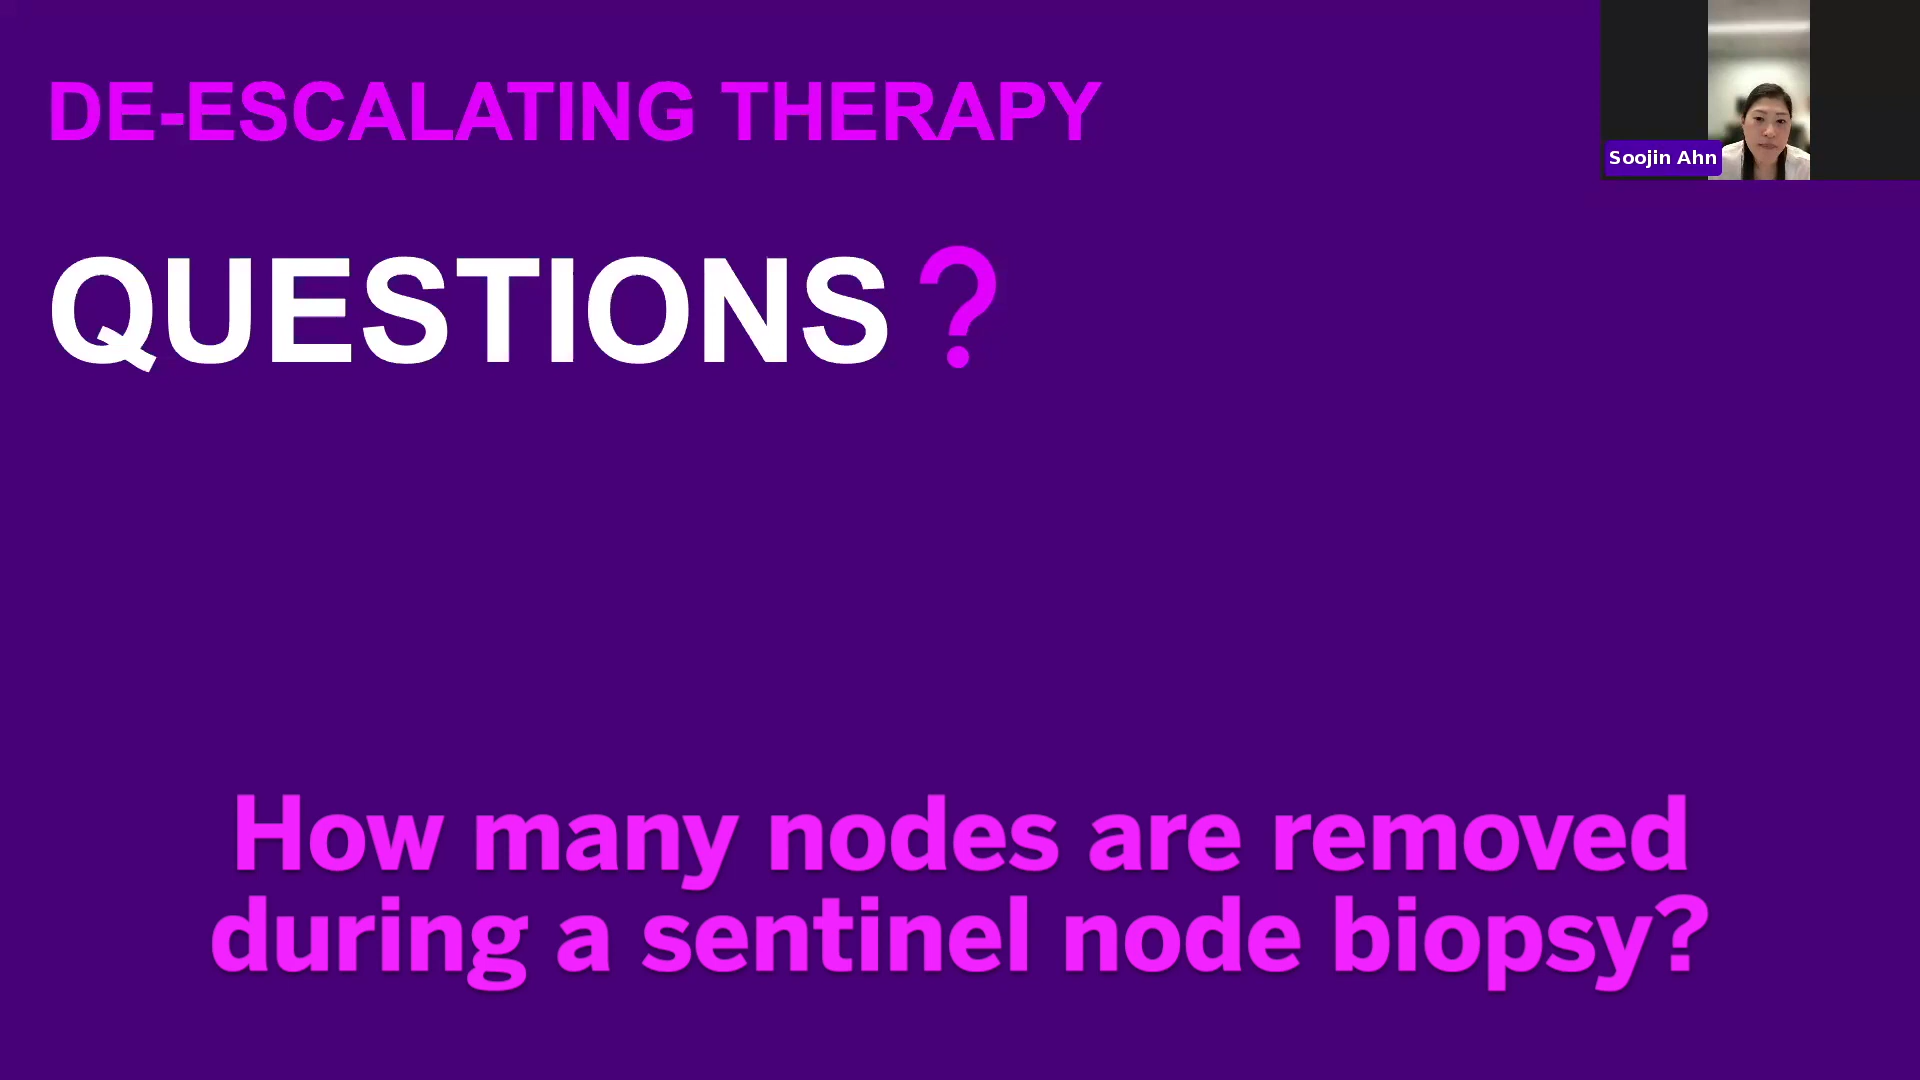 DE-ESCALATING THERAPY
Soojin Ahn
QUESTIONS?
How many nodes are removed
during a sentinel node biopsy?